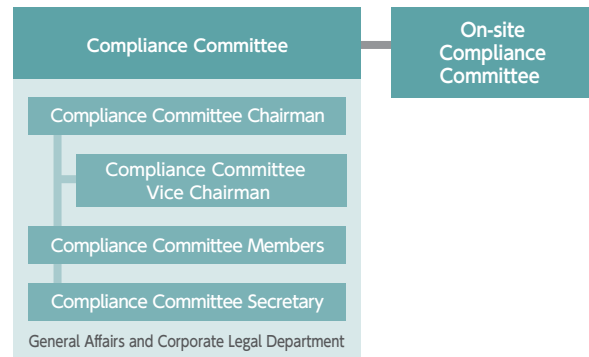 Compliance Committee
On-site
Compliance
Committee
Compliance Committee Chairman
Compliance Committee
Vice Chairman
Compliance Committee Members
Compliance Committee Secretary
General Affairs and Corporate Legal Department